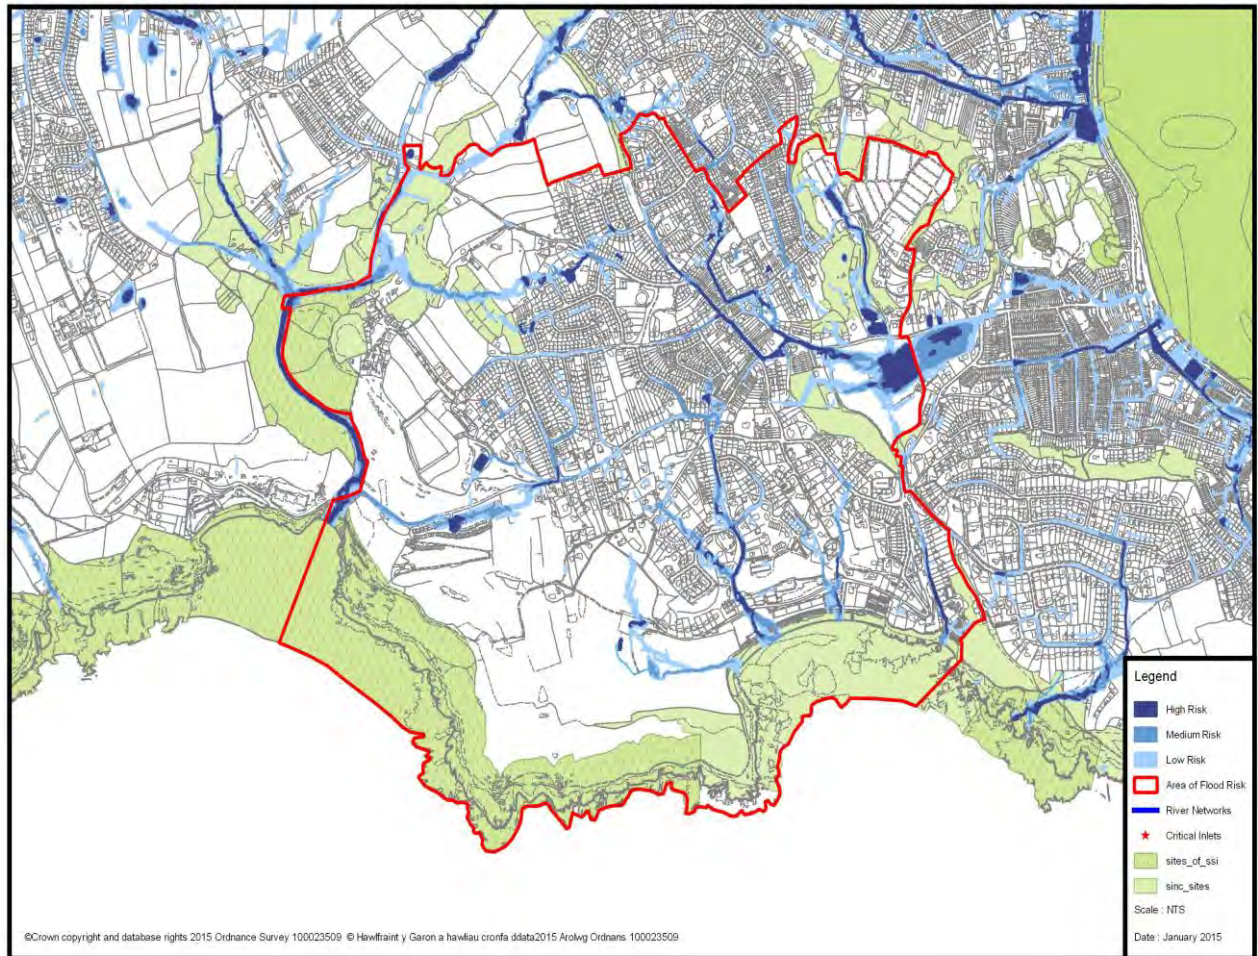 Legend
High Risk
Medium Risk
Low Risk
Area of Flood Risk
River Networks
Critical Inlets
sites_of_ssi
sinc_sites
Scale : NTS
Date : January 2015
©Crown copyright and database rights 2015 Ordnance Survey 100023509 © Hawlfraint y Goron a hawliau cronfa ddata2015 Arolwg Ordnans 100023509